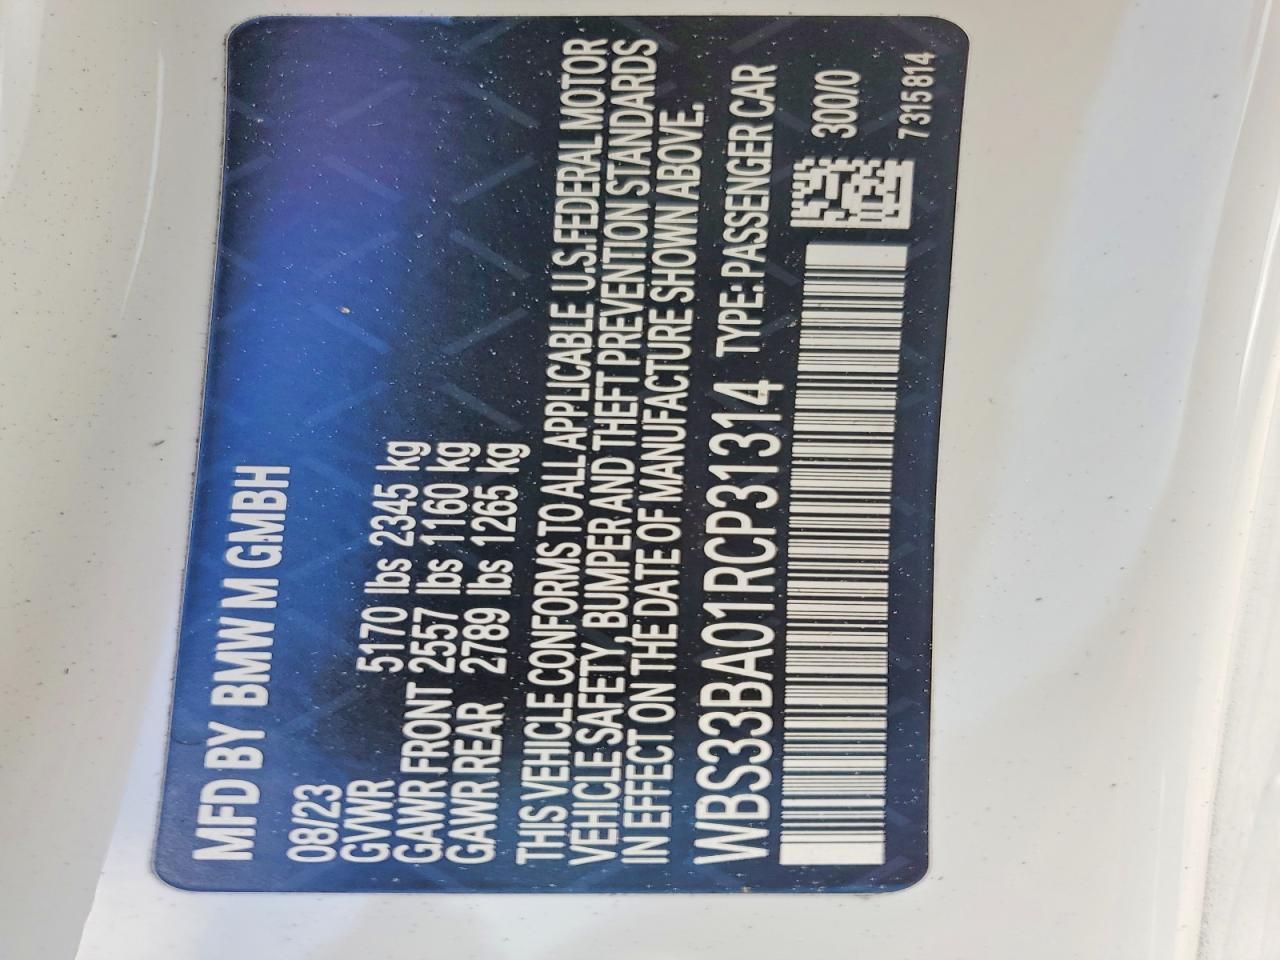 MFD BY BMW M GMBH
08/23
GVWR 5170 lbs 2345 kg
GAWR FRONT 2557 lbs 1160 kg
GAWR REAR 2789 lbs 1265 kg
THIS VEHICLE CONFORMS TO ALL APPLICABLE U.S.FEDERAL MOTOR
VEHICLE SAFETY, BUMPER AND THEFT PREVENTION STANDARDS
IN EFFECT ON THE DATE OF MANUFACTURE SHOWN ABOVE.
WBS33BA01RCP31314 TYPE: PASSENGER CAR
300/0
7315814